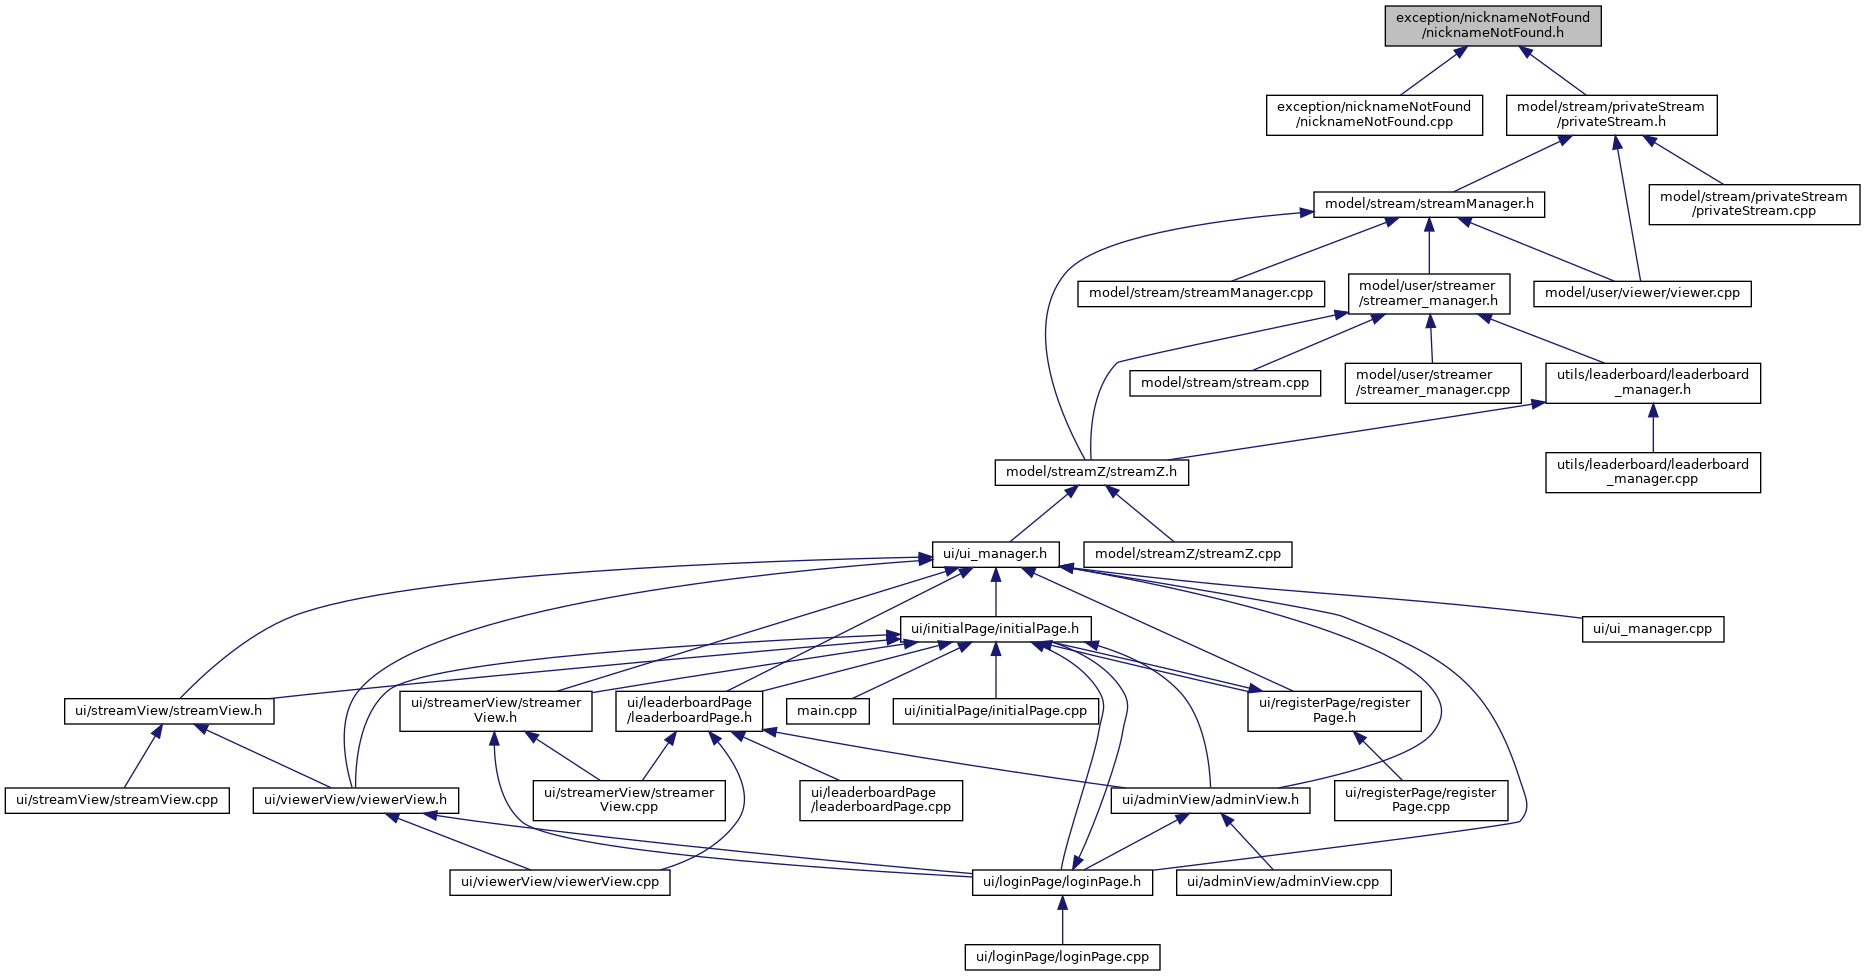 exception/nicknameNotFound
/nicknameNotFound.h
exception/nicknameNotFound
/nicknameNotFound.cpp
model/stream/privateStream
/privateStream.h
model/stream/streamManager.h
model/stream/privateStream
/privateStream.cpp
model/stream/streamManager.cpp
model/user/streamer
/streamer_manager.h
model/user/viewer/viewer.cpp
model/stream/stream.cpp
model/user/streamer
/streamer_manager.cpp
utils/leaderboard/leaderboard
_manager.h
model/streamZ/streamZ.h
utils/leaderboard/leaderboard
_manager.cpp
ui/ui_manager.h
model/streamZ/streamZ.cpp
ui/initialPage/initialPage.h
ui/ui_manager.cpp
ui/streamView/streamView.h
ui/streamerView/streamer
View.h
ui/leaderboardPage
/leaderboardPage.h
main.cpp
ui/initialPage/initialPage.cpp
ui/registerPage/register
Page.h
ui/streamView/streamView.cpp
ui/viewerView/viewerView.h
ui/streamerView/streamer
View.cpp
ui/leaderboardPage
/leaderboardPage.cpp
ui/adminView/adminView.h
ui/registerPage/register
Page.cpp
ui/viewerView/viewerView.cpp
ui/loginPage/loginPage.h
ui/adminView/adminView.cpp
ui/loginPage/loginPage.cpp